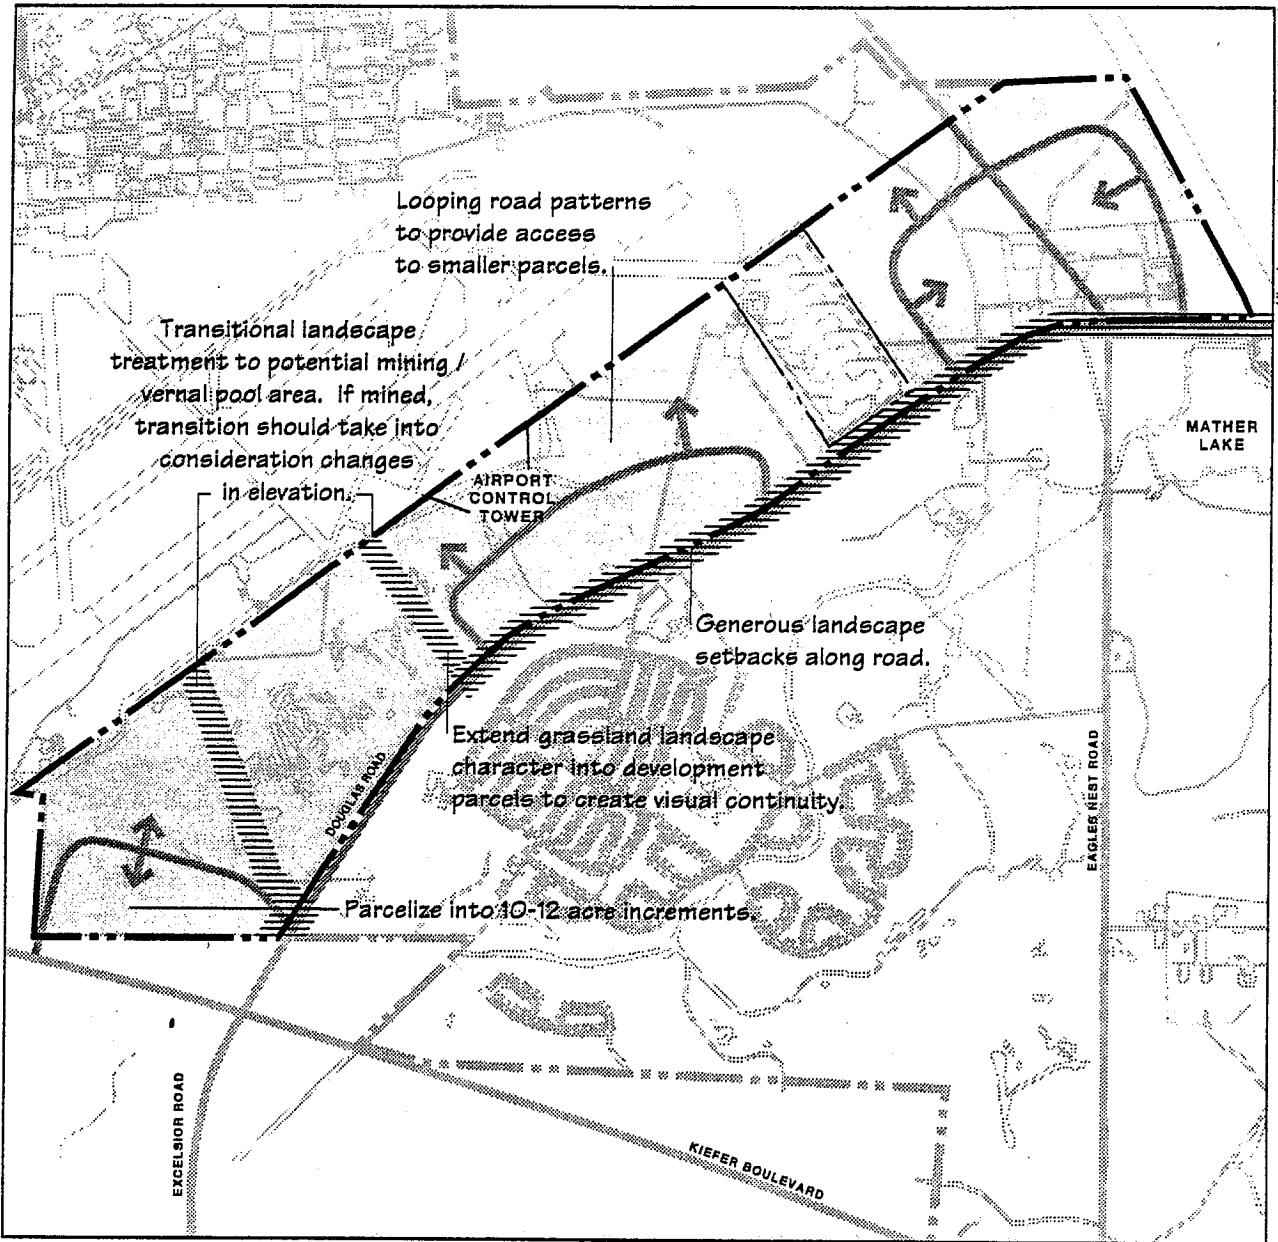 Looping road patterns
to provide access
to smaller parcels.
Transitional landscape
treatment to potential mining /
vernal pool area. If mined,
transition should take into
consideration changes
in elevation.
AIRPORT
CONTROL
TOWER
MATHER
LAKE
Generous landscape
setbacks along road.
Extend grassland landscape
character into development
parcels to create visual continuity.
DOUGLAS ROAD
EAGLES NEST ROAD
Parcelize into 10-12 acre increments.
EXCELSIOR ROAD
KIEFER BOULEVARD